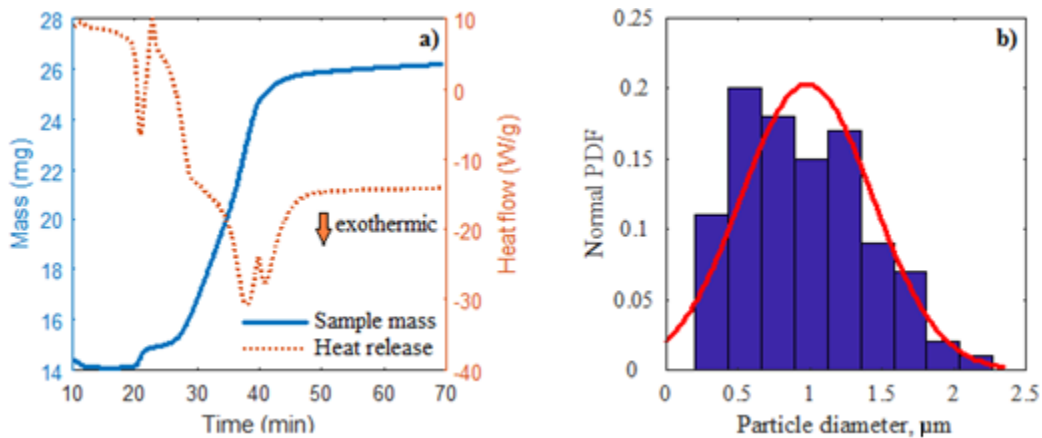 a)
28
26
24
22
20
18
16
14
Mass (mg)
10
0
-10
-20
-30
-40
Heat flow (W/g)
exothermic
Sample mass
Heat release
10 20 30 40 50 60 70
Time (min)
b)
0.25
0.2
0.15
0.1
0.05
0
Normal PDF
0 0.5 1 1.5 2 2.5
Particle diameter, µm